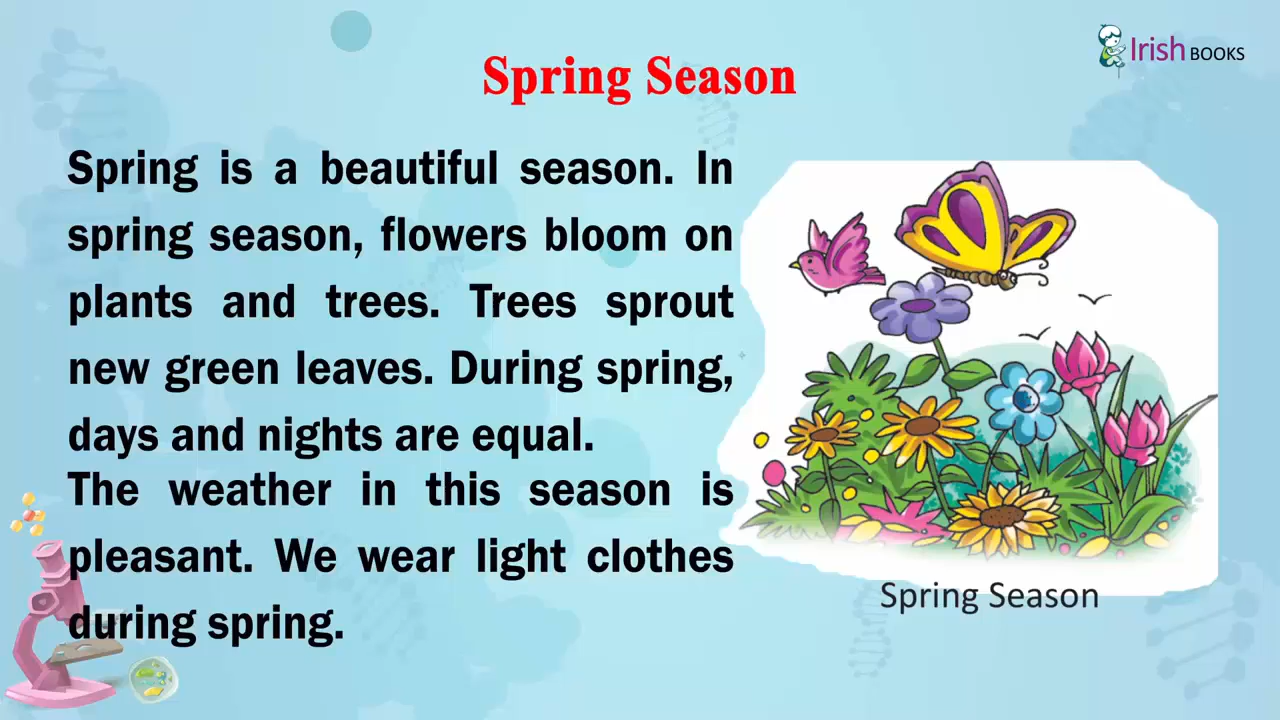 Irish BOOKS
Spring Season
Spring is a beautiful season. In
spring season, flowers bloom on
plants and trees. Trees sprout
new green leaves. During spring,
days and nights are equal.
The weather in this season is
pleasant. We wear light clothes
during spring.
Spring Season